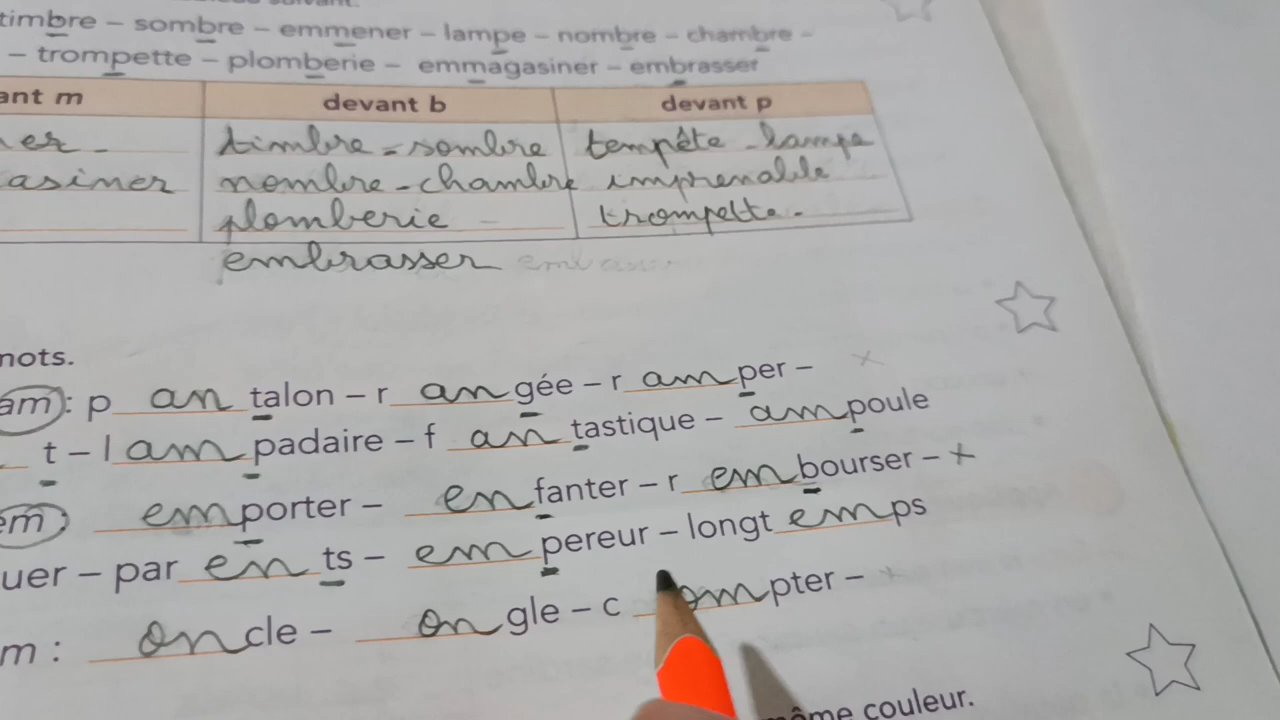 suivant.
timbre – sombre – emmener – lampe – nombre – chambre –
– trompette – plomberie – emmagasiner – embrasser
ant m devant b devant p
er - timbre - sombre tempête - lampe
asiner nombre - chambre imprenable
plomberie - trompette.
embrasser
mots.
am : p an talon – r an gée – r am per – ×
t – l am padaire – f an tastique – am poule
em em porter – en fanter – r em bourser – ×
uer – par en ts – em pereur – longt em ps
m : on cle – on gle – c om pter – ×
ême couleur.